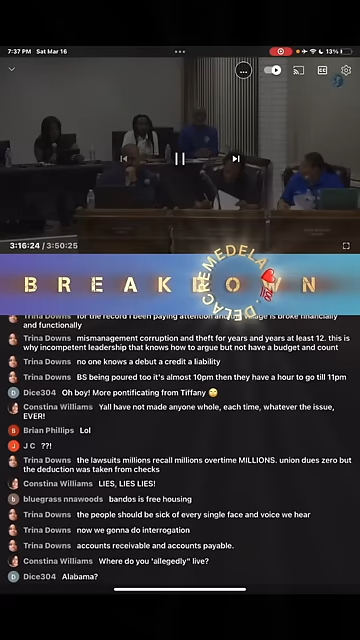 7:37 PM Sat Mar 16
13%
CC
3:16:24 / 3:50:25
BREAKDOWN
DELACREMEDELA
Trina Downs for the record I been paying attention and
is broke financially
and functionally
Trina Downs mismanagement corruption and theft for years and years at least 12. this is
why incompetent leadership that knows how to argue but not have a budget and count
Trina Downs no one knows a debut a credit a liability
Trina Downs BS being poured too it's almost 10pm then they have a hour to go till 11pm
Dice304 Oh boy! More pontificating from Tiffany 🙄
Constina Williams Yall have not made anyone whole, each time, whatever the issue,
EVER!
B Brian Phillips Lol
J J C ??!
Trina Downs the lawsuits millions recall millions overtime MILLIONS. union dues zero but
the deduction was taken from checks
Constina Williams LIES, LIES LIES!
b bluegrass nnawoods bandos is free housing
Trina Downs the people should be sick of every single face and voice we hear
Trina Downs now we gonna do interrogation
Trina Downs accounts receivable and accounts payable.
Constina Williams Where do you 'allegedly" live?
D Dice304 Alabama?